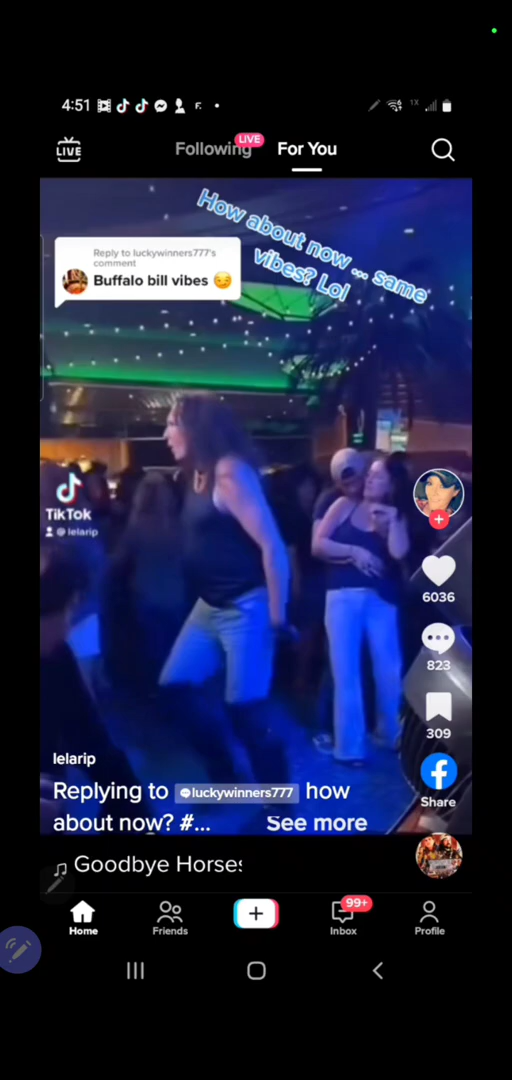 4:51
LIVE
Following LIVE
For You
How about now ... same
vibes? Lol
Reply to luckywinners777's
comment
Buffalo bill vibes 😏
TikTok
@lelarip
6036
823
309
Share
lelarip
Replying to luckywinners777 how
about now? #... See more
Goodbye Horses
Home
Friends
99+
Inbox
Profile